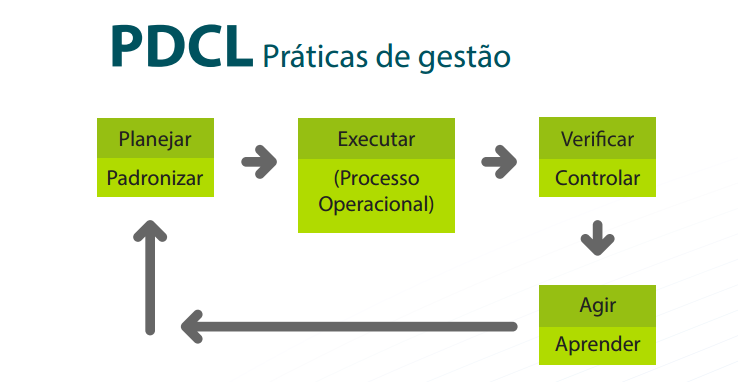 PDCL Práticas de gestão
Planejar
Padronizar
Executar
(Processo
Operacional)
Verificar
Controlar
Agir
Aprender